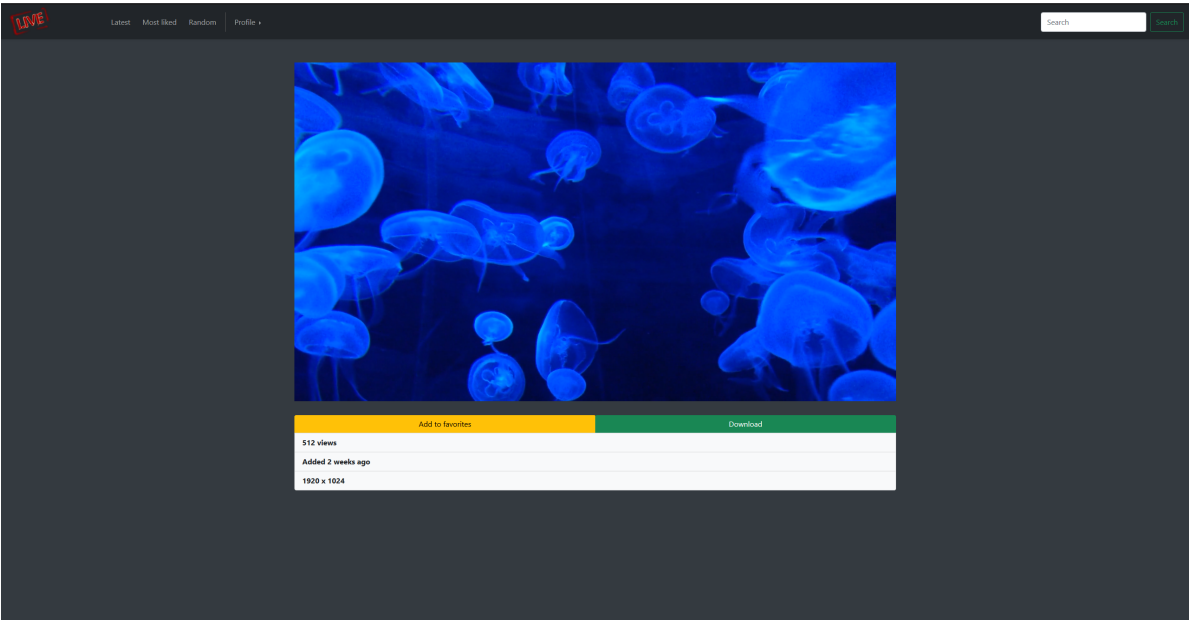 LIVE
Latest Most liked Random Profile
Search Search
Add to favorites Download
512 views
Added 2 weeks ago
1920 x 1024